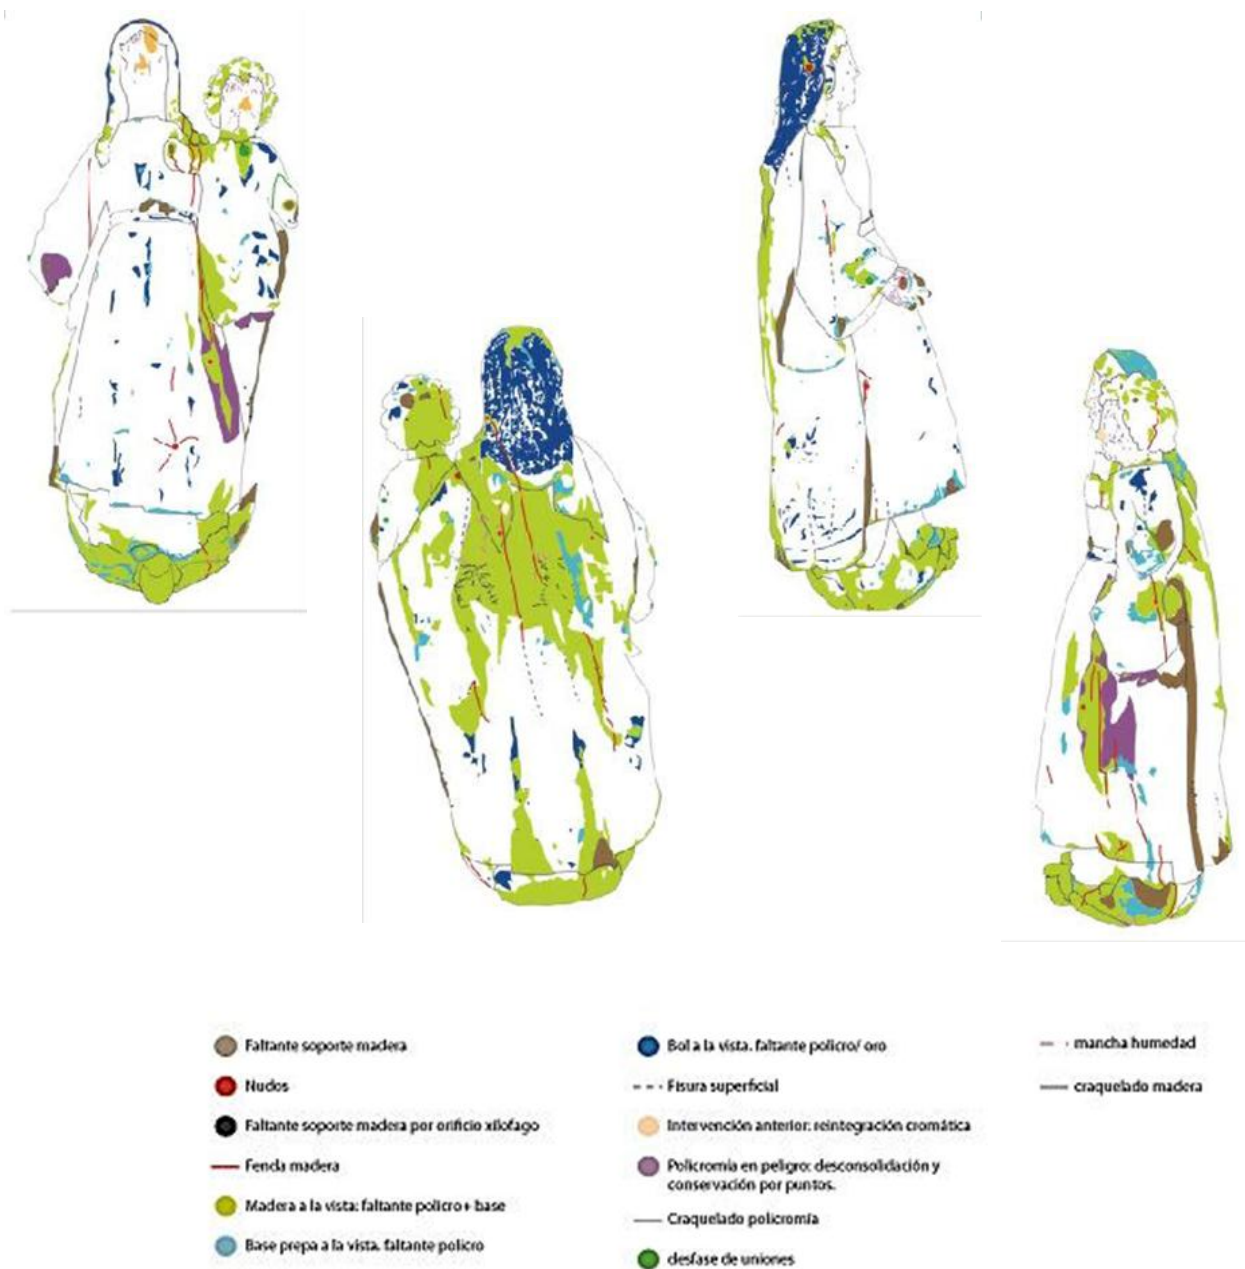 Faltante soporte madera
Nudos
Faltante soporte madera por orificio xilofago
Fenda madera
Madera a la vista: faltante policro+ base
Base prepa a la vista. faltante policro
Bol a la vista. faltante policro/ oro
Fisura superficial
Intervención anterior: reintegración cromática
Policromía en peligro: desconsolidación y
conservación por puntos.
Craquelado policromía
desfase de uniones
mancha humedad
craquelado madera